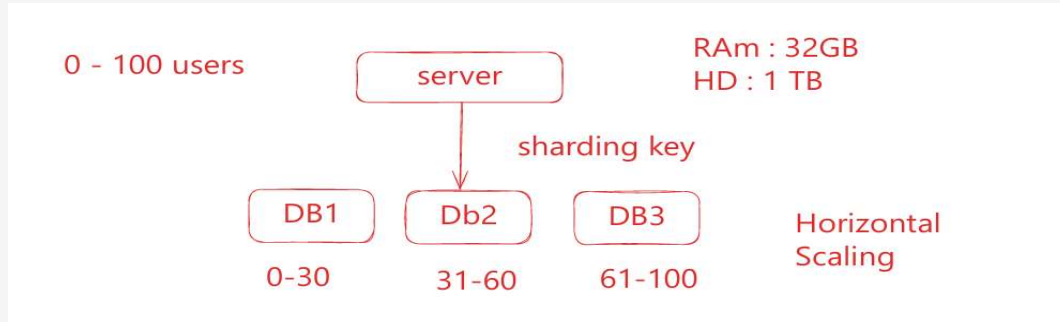 0 - 100 users
server
RAm : 32GB
HD : 1 TB
sharding key
DB1
Db2
DB3
Horizontal
Scaling
0-30
31-60
61-100